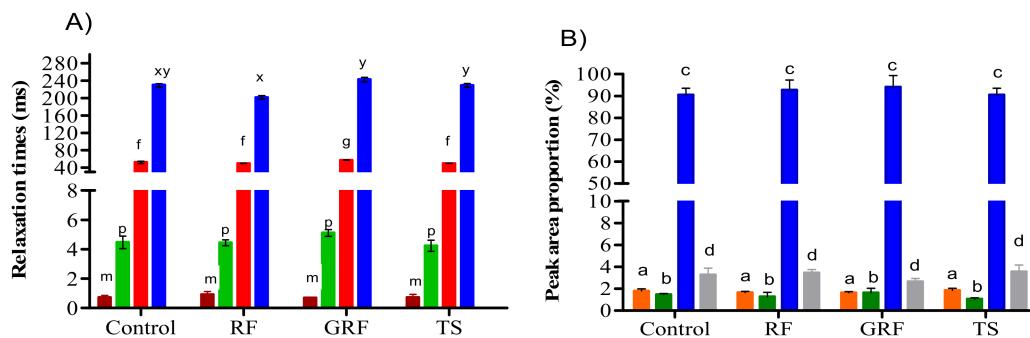 A)
Relaxation times (ms)
280
240
200
160
120
80
40
8
6
4
2
0
m p f xy
m p f x
m p g y
m p f y
Control RF GRF TS
B)
Peak area proportion (%)
100
90
80
70
60
50
10
8
6
4
2
0
a b c d
a b c d
a b c d
a b c d
Control RF GRF TS